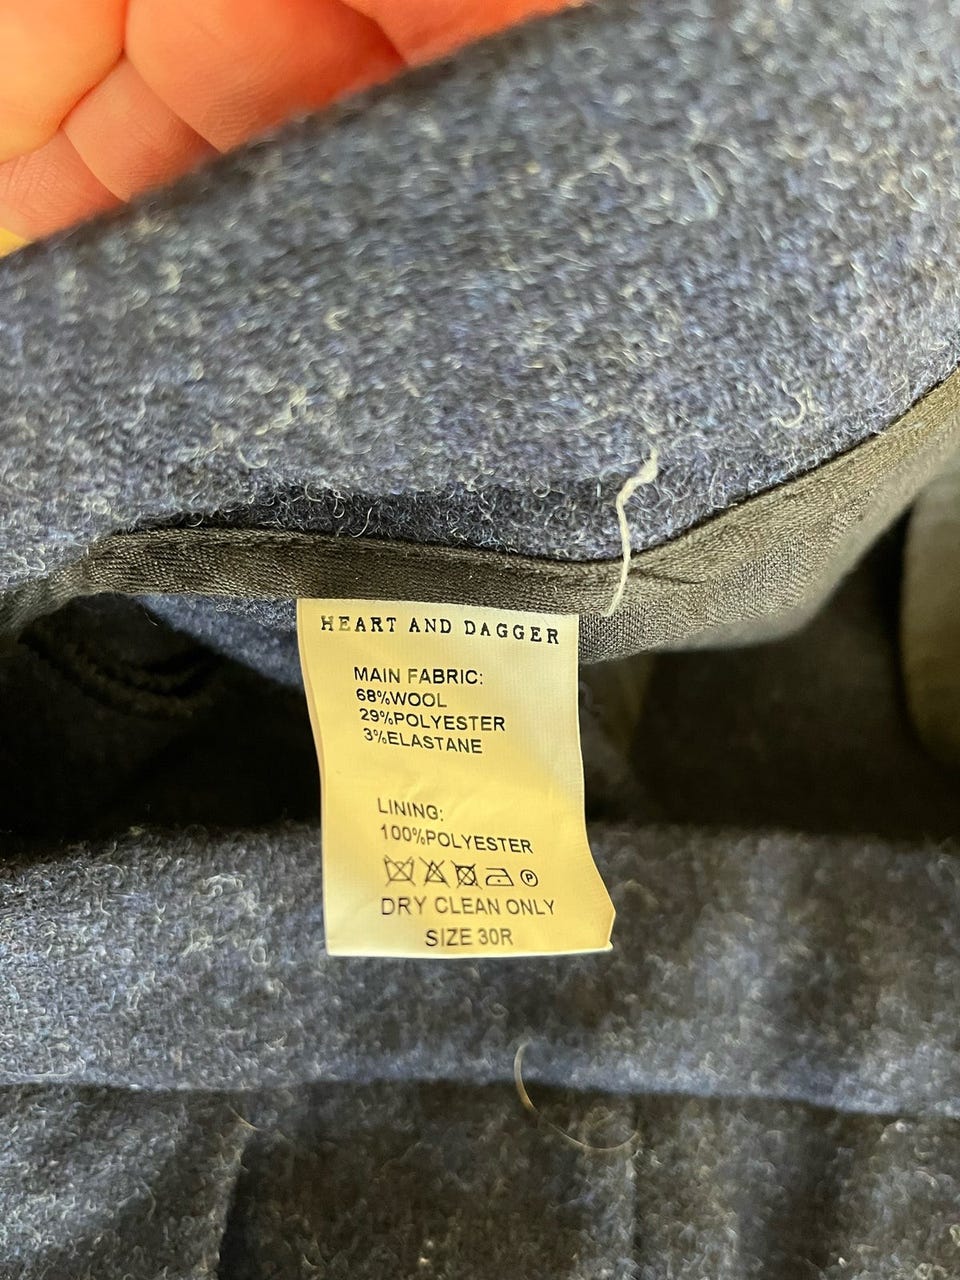 HEART AND DAGGER
MAIN FABRIC:
68%WOOL
29%POLYESTER
3%ELASTANE
LINING:
100%POLYESTER
P
DRY CLEAN ONLY
SIZE 30R